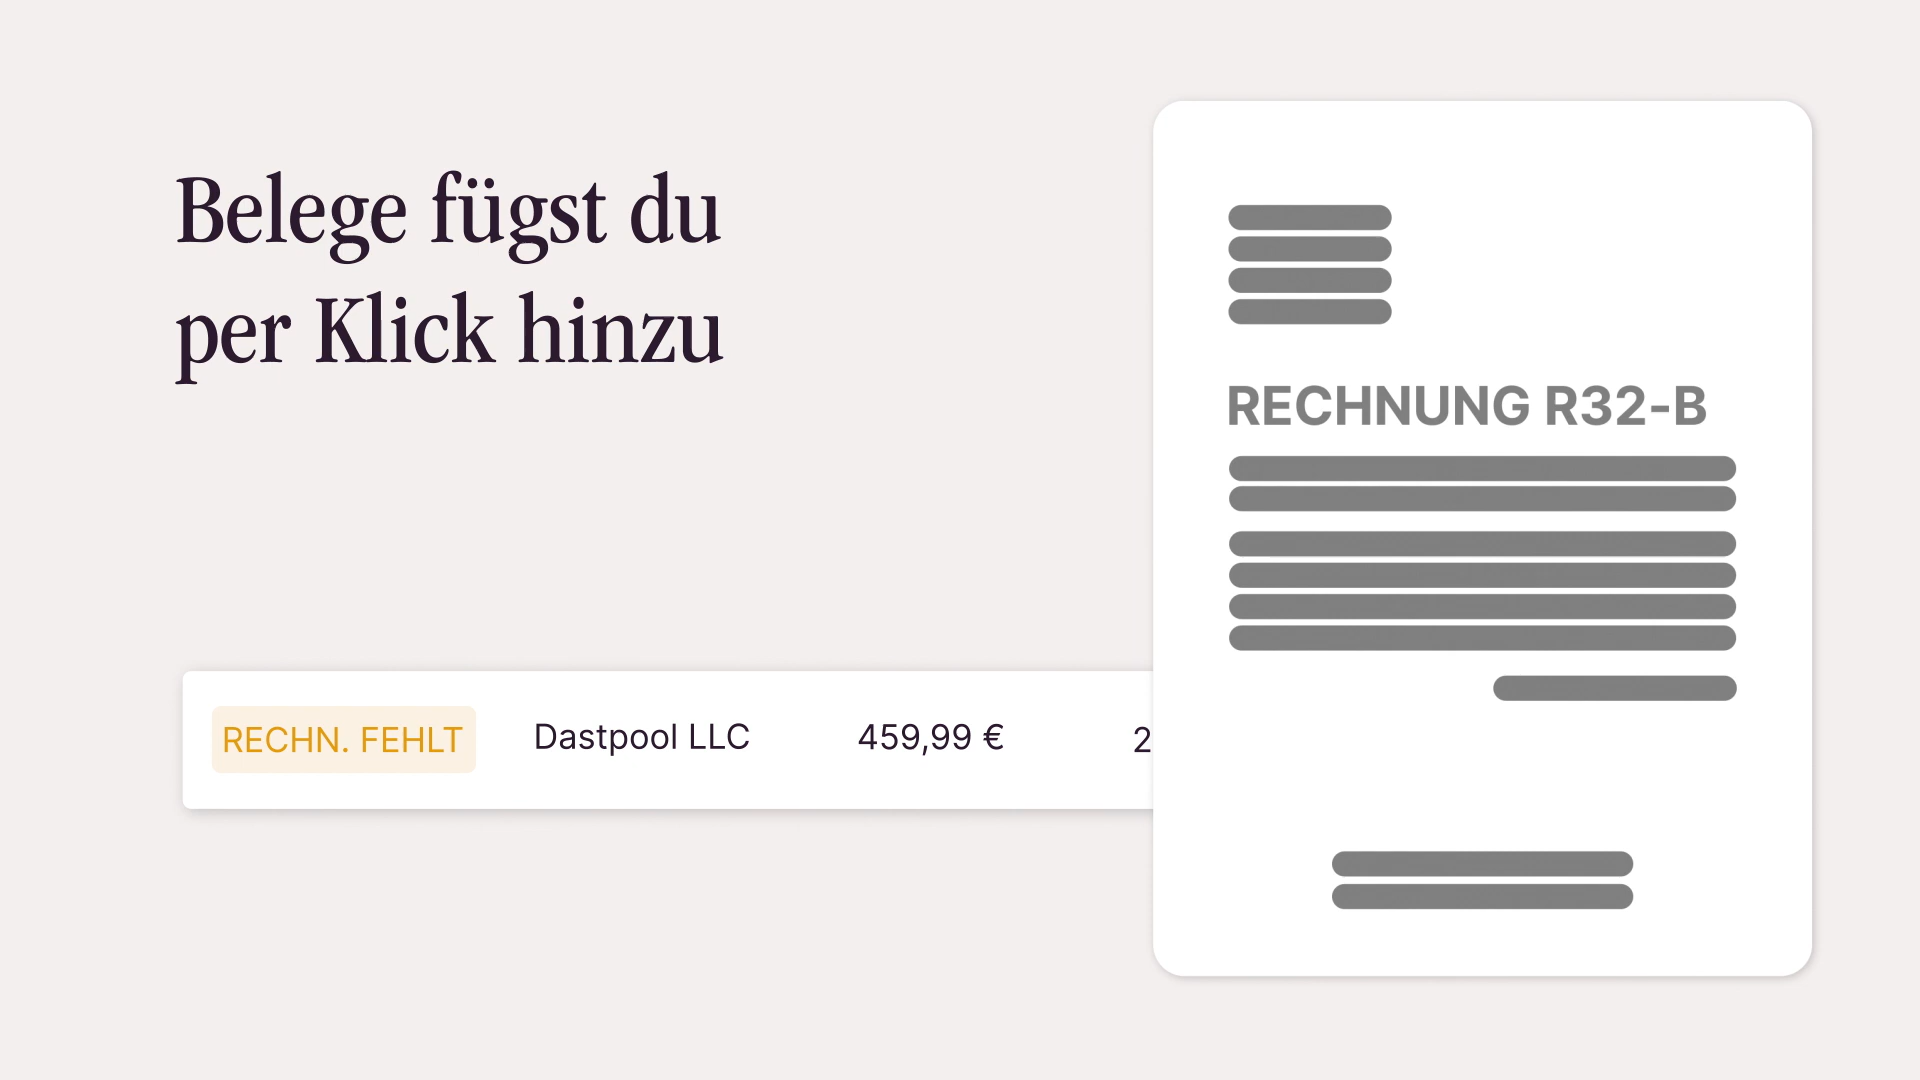 Belege fügst du
per Klick hinzu
RECHNUNG R32-B
RECHN. FEHLT Dastpool LLC 459,99 € 2